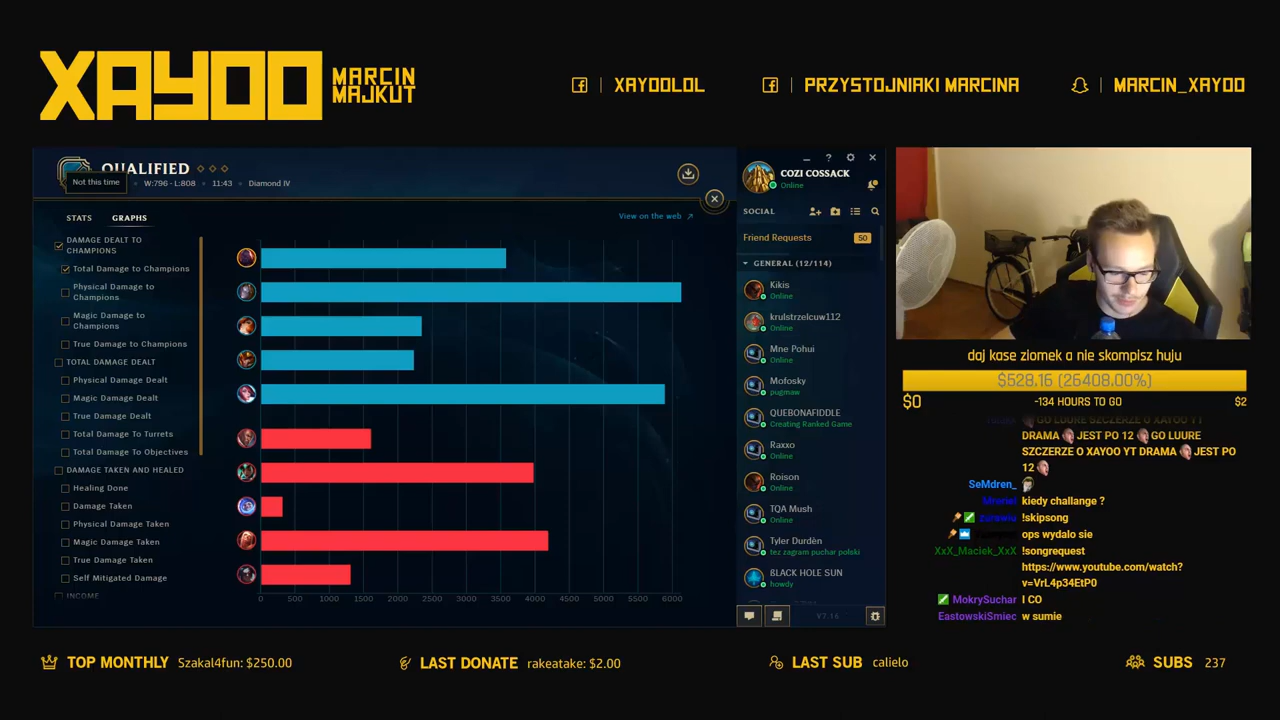 XAYOO
MARCIN
MAJKUT
XAYOOLOL
PRZYSTOJNIAKI MARCINA
MARCIN_XAYOO
QUALIFIED
Not this time
W:796 - L:808
11:43
Diamond IV
STATS
GRAPHS
View on the web
DAMAGE DEALT TO
CHAMPIONS
Total Damage to Champions
Physical Damage to
Champions
Magic Damage to
Champions
True Damage to Champions
TOTAL DAMAGE DEALT
Physical Damage Dealt
Magic Damage Dealt
True Damage Dealt
Total Damage To Turrets
Total Damage To Objectives
DAMAGE TAKEN AND HEALED
Healing Done
Damage Taken
Physical Damage Taken
Magic Damage Taken
True Damage Taken
Self Mitigated Damage
INCOME
0 500 1000 1500 2000 2500 3000 3500 4000 4500 5000 5500 6000
COZI COSSACK
Online
SOCIAL
Friend Requests
50
GENERAL (12/114)
Kikis
Online
krulstrzelcuw112
Online
Mne Pohui
Online
Mofosky
pugmaw
QUEBONAFIDDLE
Creating Ranked Game
Raxxo
Online
Roison
Online
TQA Mush
Online
Tyler Durdèn
tez zagram puchar polski
ßLACK HOLE SUN
howdy
V7.16
daj kase ziomek a nie skompisz huju
$528.16 (26408.00%)
$0
-134 HOURS TO GO
$2
GO LUURE SZCZERZE O XAYOO YT
DRAMA JEST PO 12 GO LUURE
SZCZERZE O XAYOO YT DRAMA JEST PO
12
SeMdren_
kiedy challange ?
!skipsong
ops wydalo sie
XxX_Maciek_XxX !songrequest
https://www.youtube.com/watch?
v=VrL4p34EtP0
MokrySuchar I CO
EastowskiSmiec w sumie
TOP MONTHLY Szakal4fun: $250.00
LAST DONATE rakeatake: $2.00
LAST SUB calielo
SUBS 237